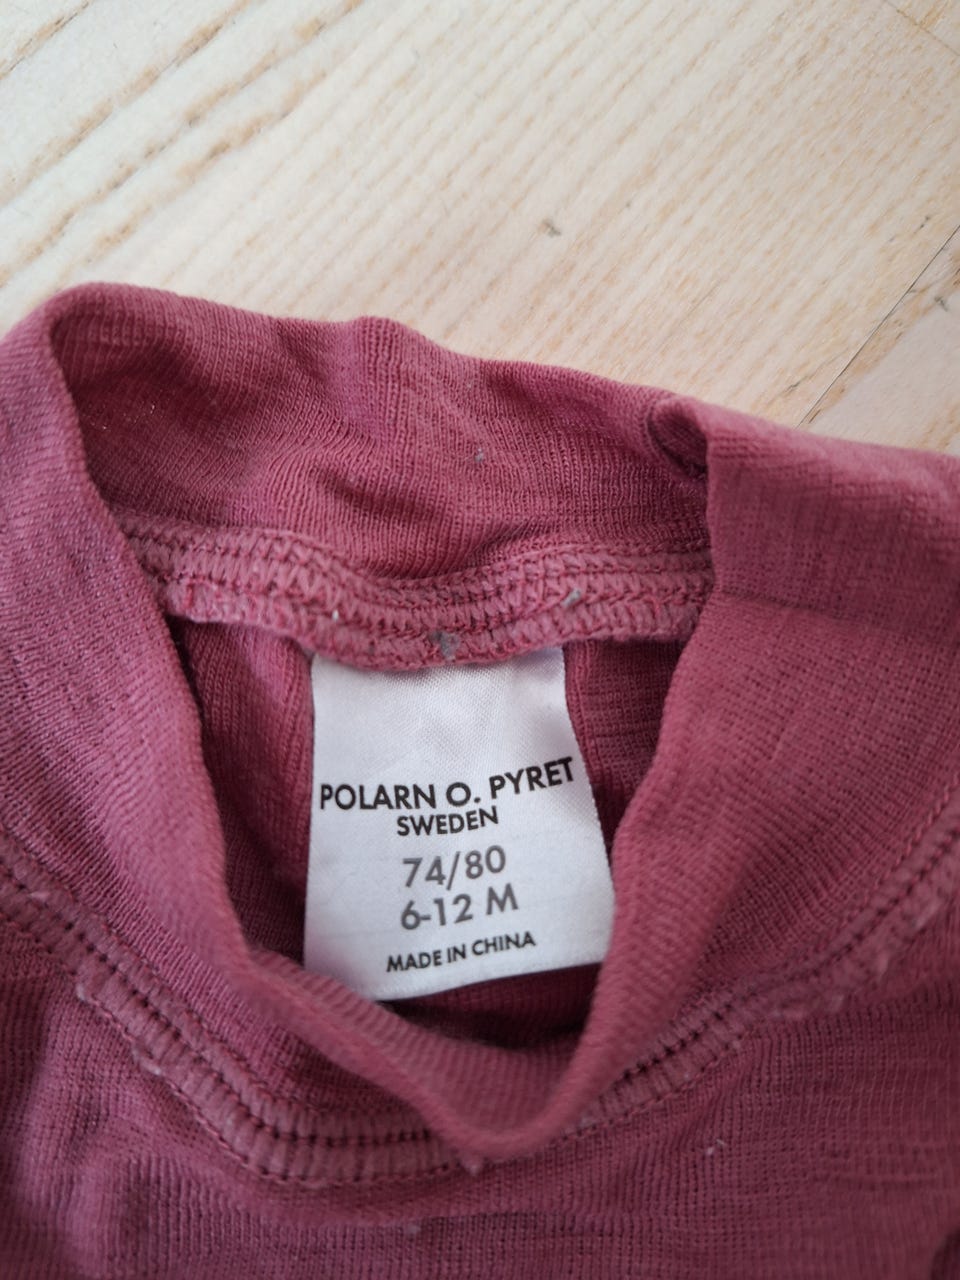 POLARN O. PYRET
SWEDEN
74/80
6-12 M
MADE IN CHINA